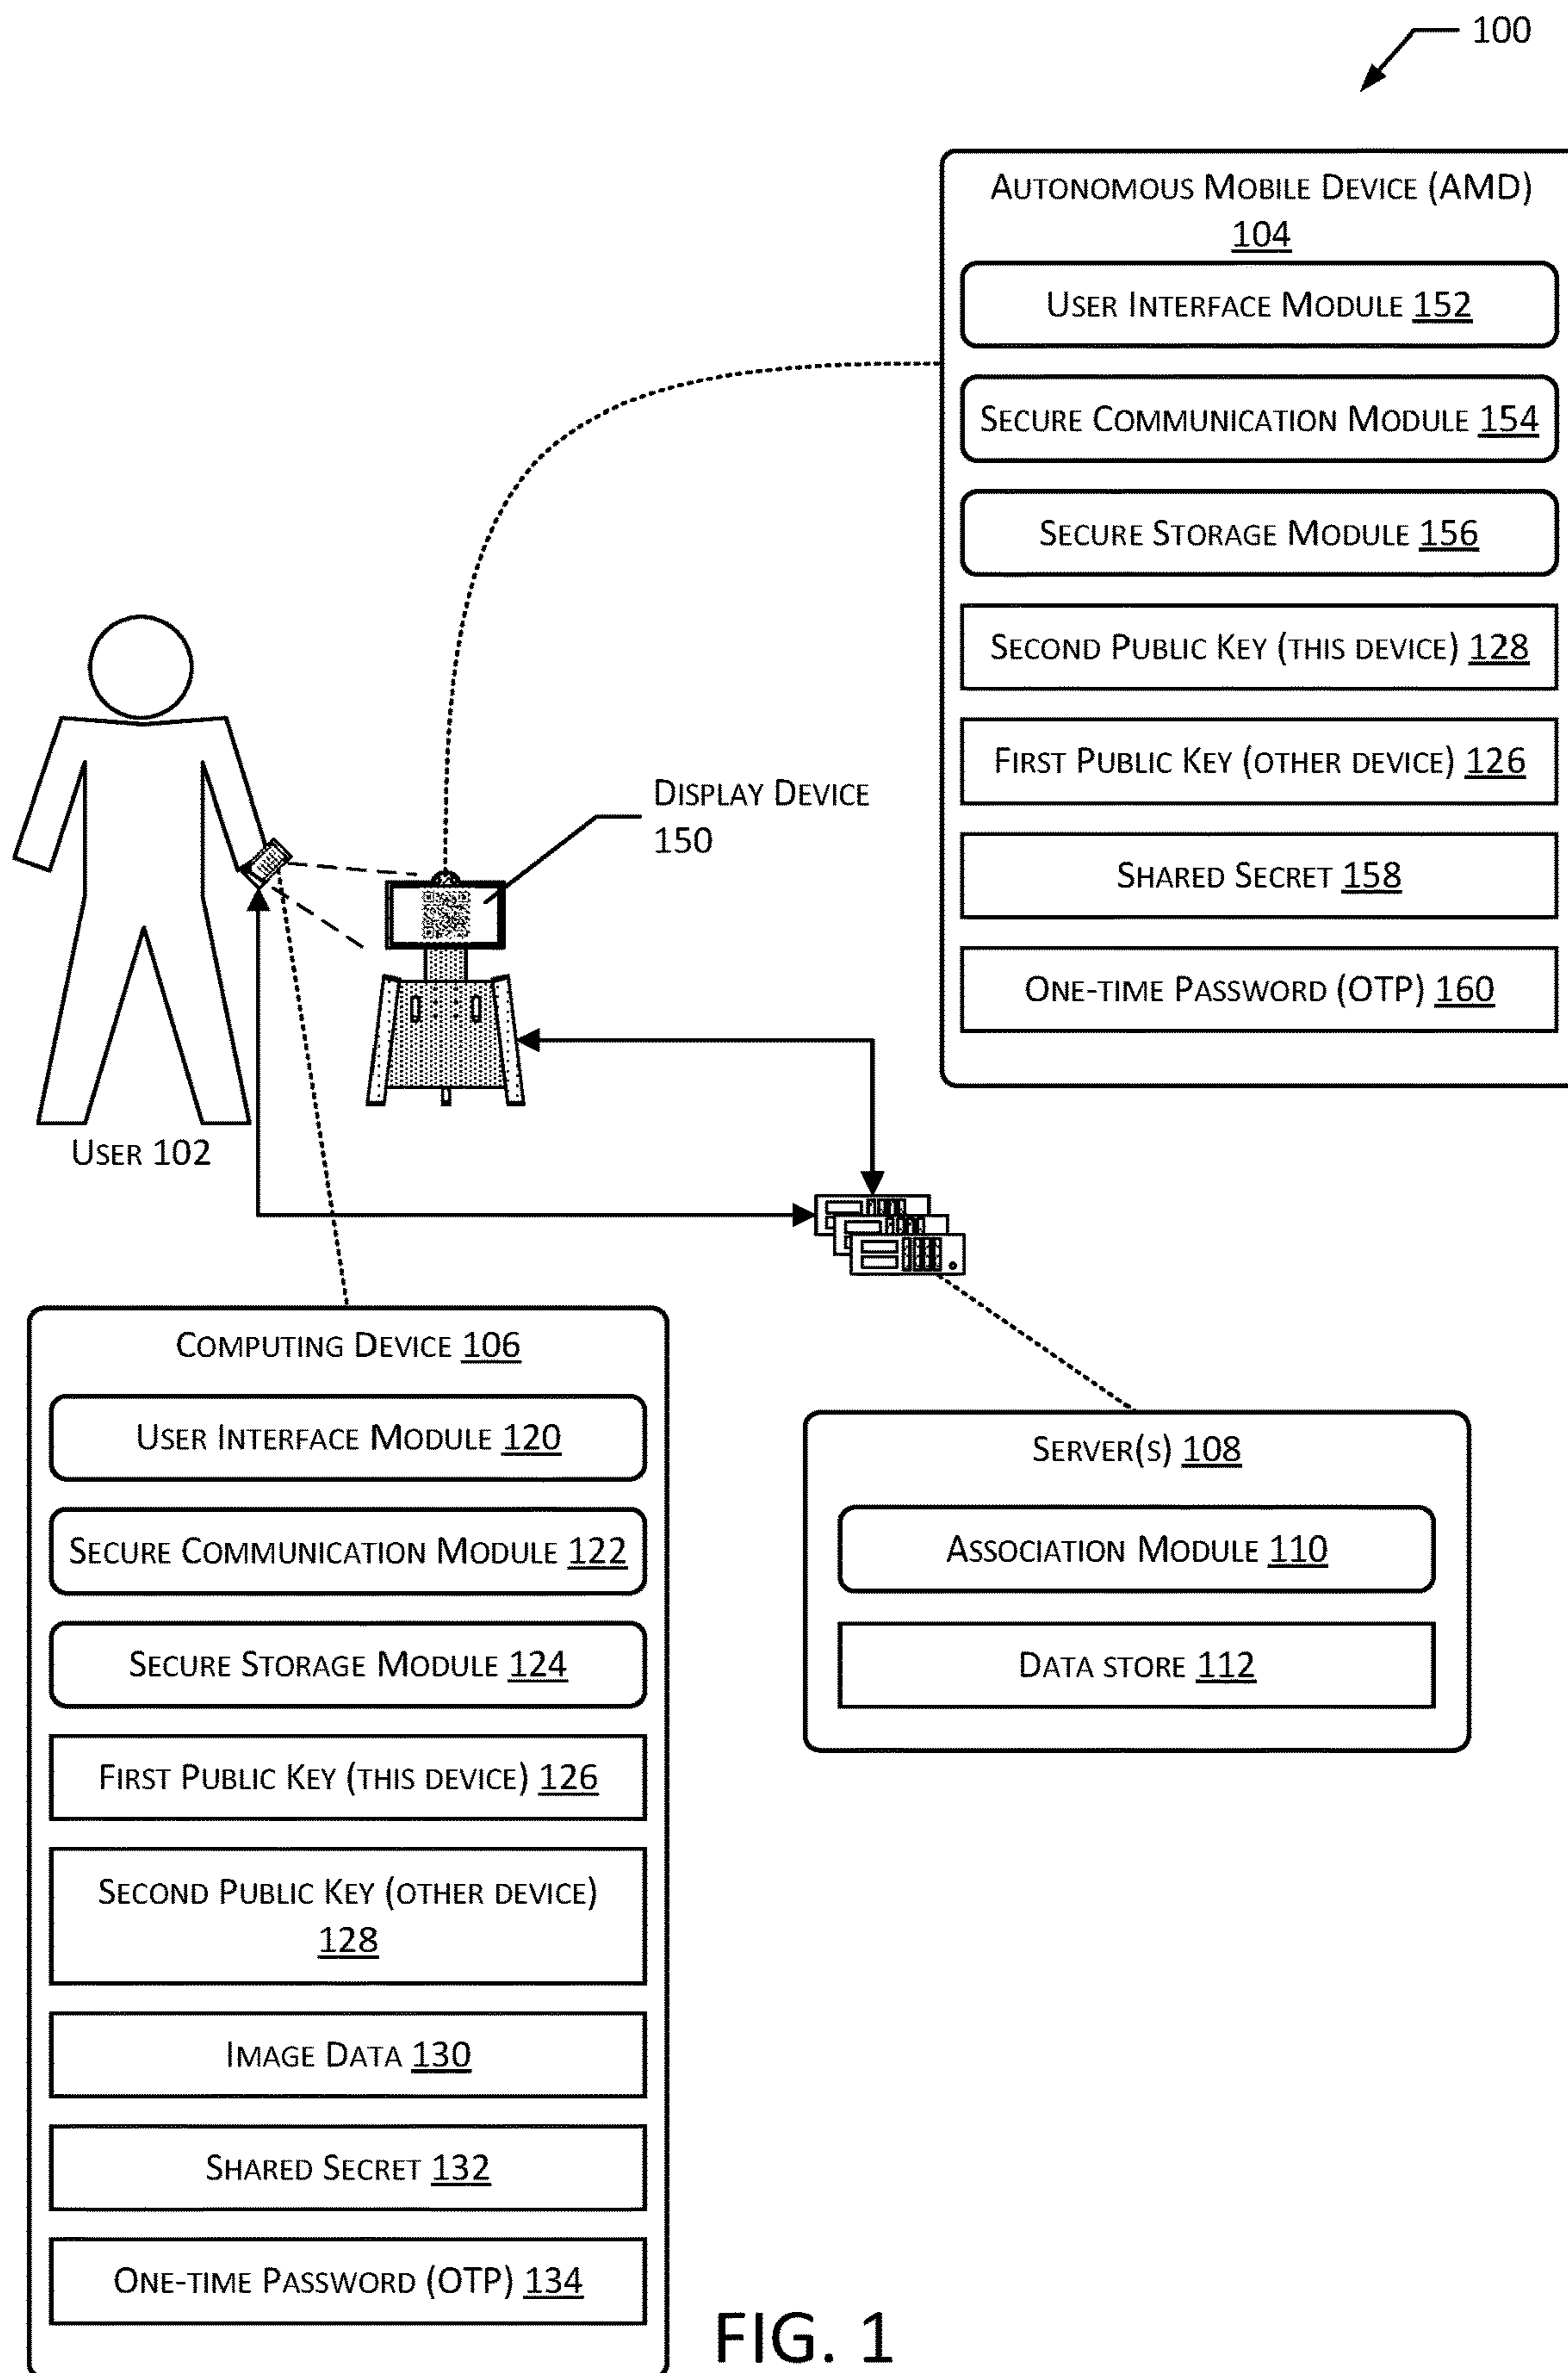 100
AUTONOMOUS MOBILE DEVICE (AMD)
104
USER INTERFACE MODULE 152
SECURE COMMUNICATION MODULE 154
SECURE STORAGE MODULE 156
SECOND PUBLIC KEY (THIS DEVICE) 128
FIRST PUBLIC KEY (OTHER DEVICE) 126
SHARED SECRET 158
ONE-TIME PASSWORD (OTP) 160
DISPLAY DEVICE
150
USER 102
COMPUTING DEVICE 106
USER INTERFACE MODULE 120
SECURE COMMUNICATION MODULE 122
SECURE STORAGE MODULE 124
FIRST PUBLIC KEY (THIS DEVICE) 126
SECOND PUBLIC KEY (OTHER DEVICE)
128
IMAGE DATA 130
SHARED SECRET 132
ONE-TIME PASSWORD (OTP) 134
SERVER(S) 108
ASSOCIATION MODULE 110
DATA STORE 112
FIG. 1